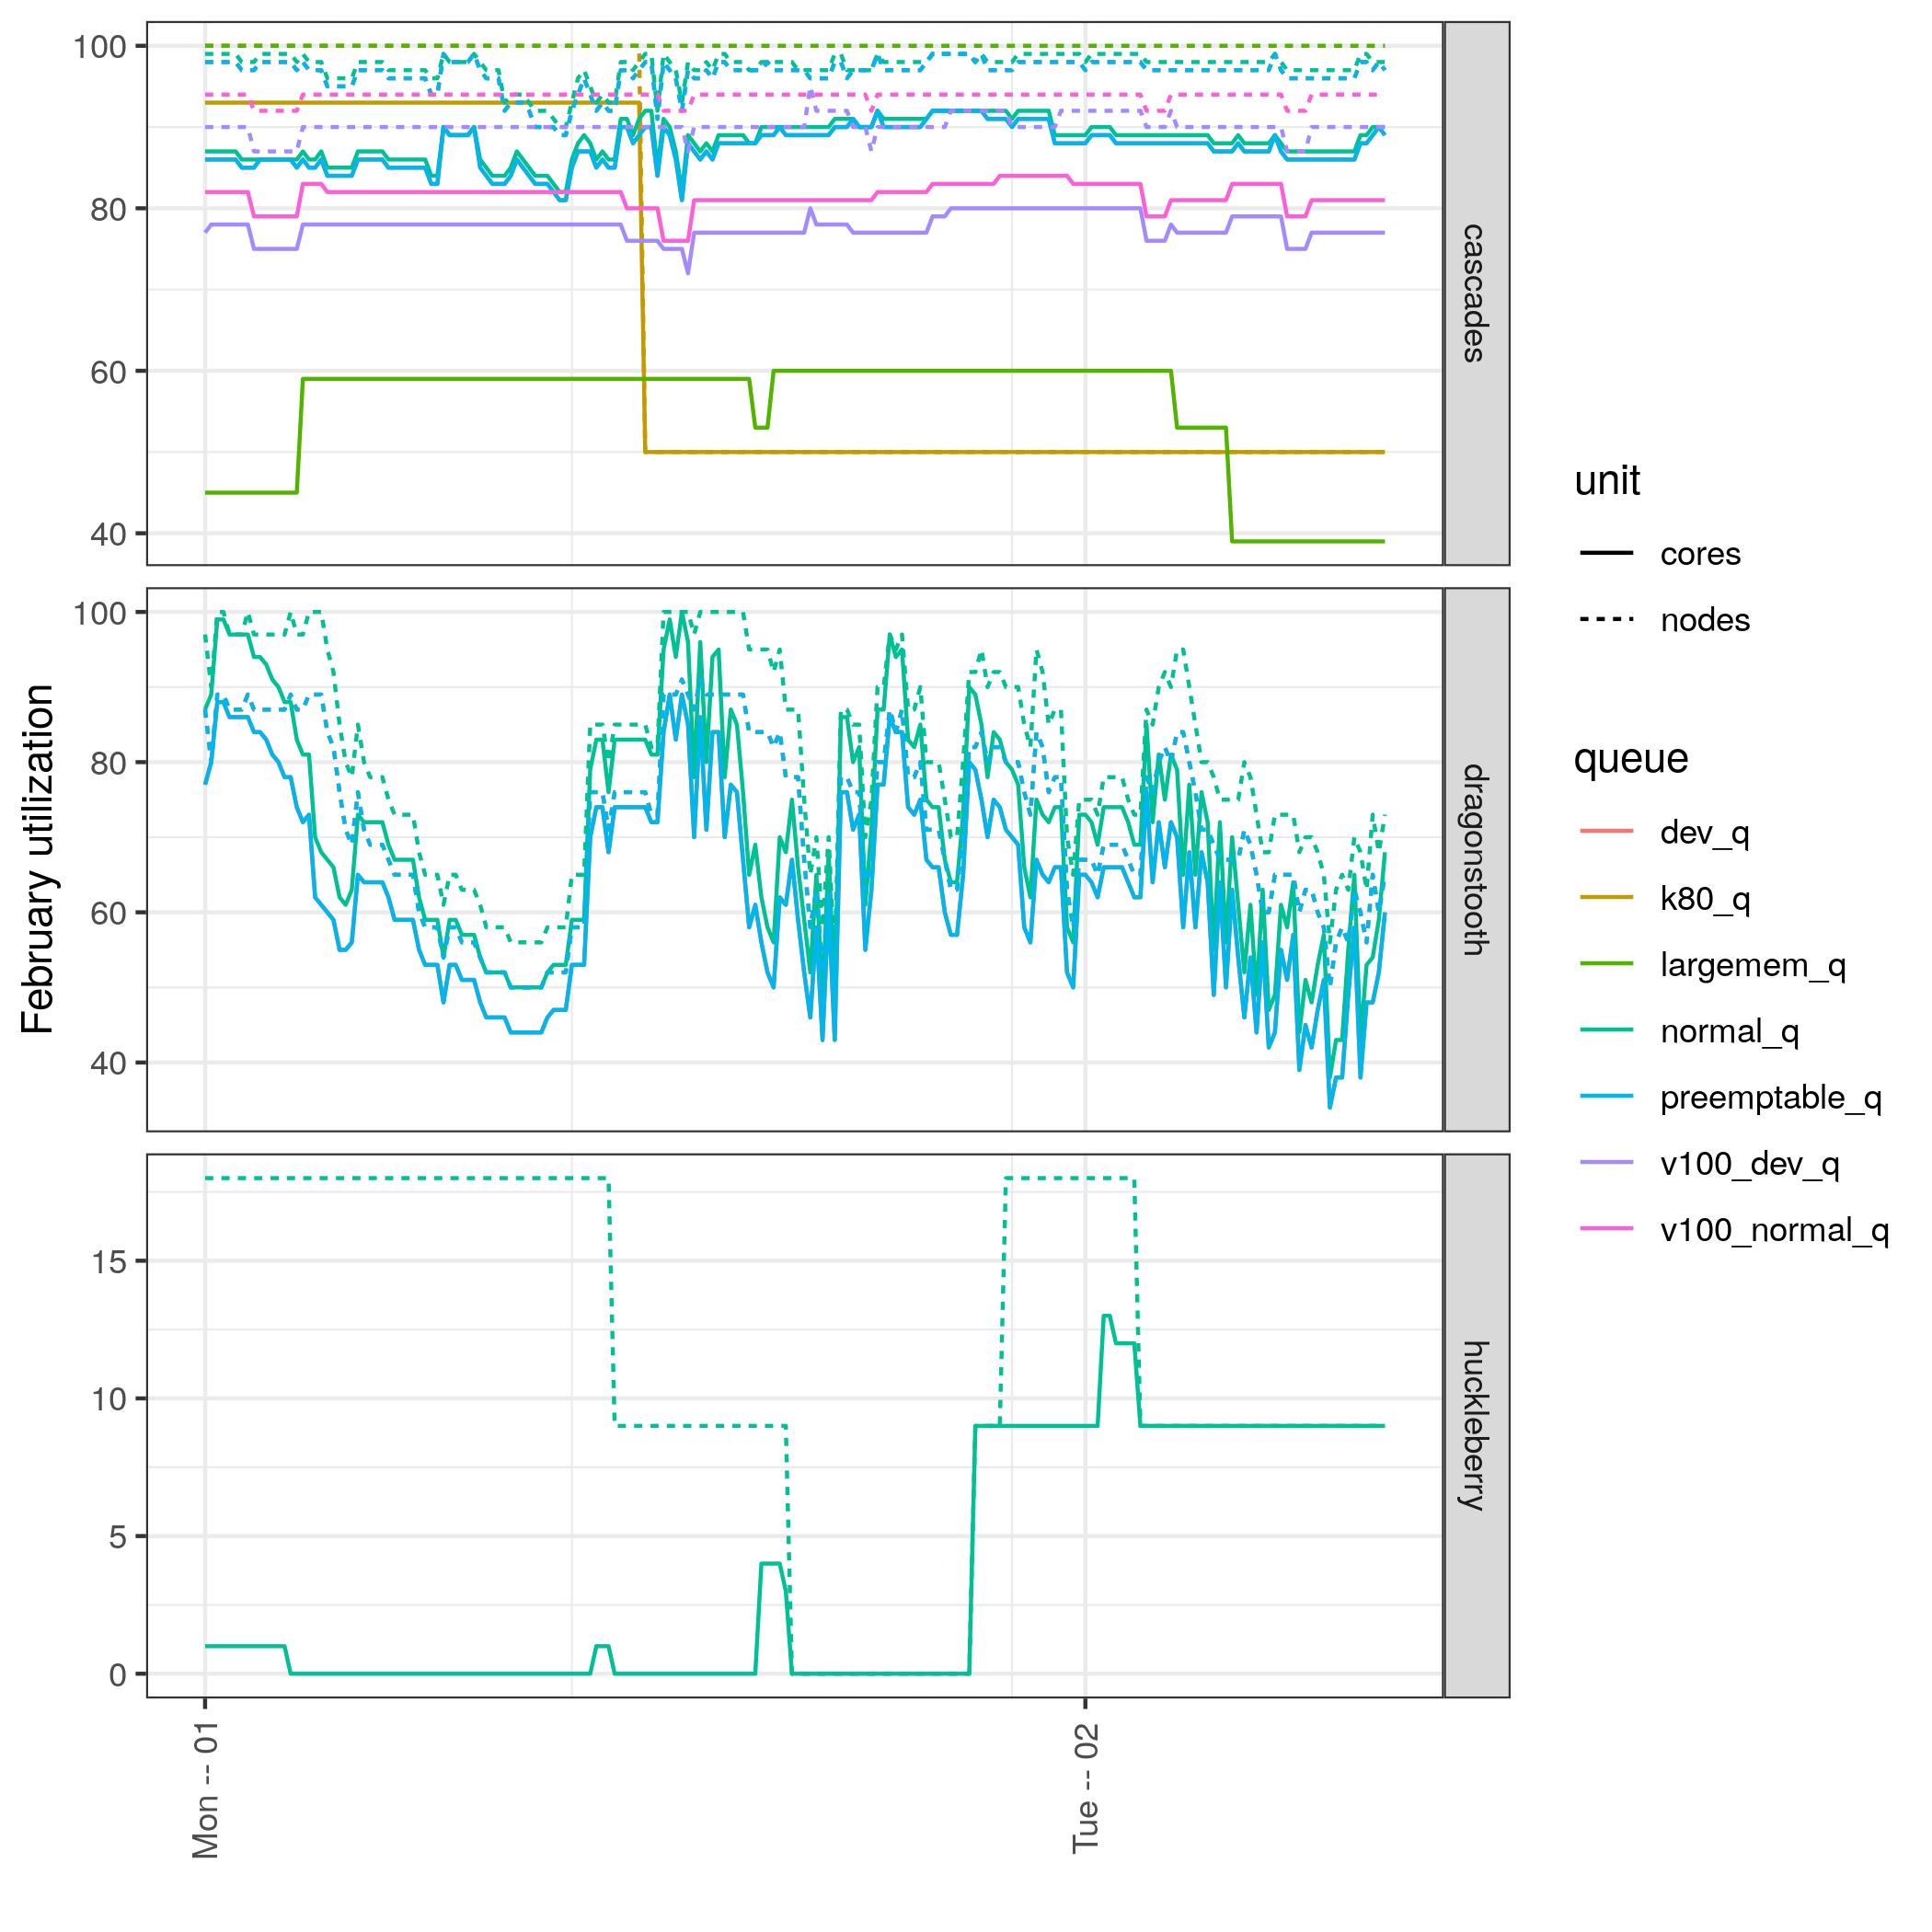 February utilization
100
80
60
40
cascades
100
80
60
40
dragonstooth
15
10
5
0
huckleberry
Mon -- 01
Tue -- 02
unit
cores
nodes
queue
dev_q
k80_q
largemem_q
normal_q
preemptable_q
v100_dev_q
v100_normal_q